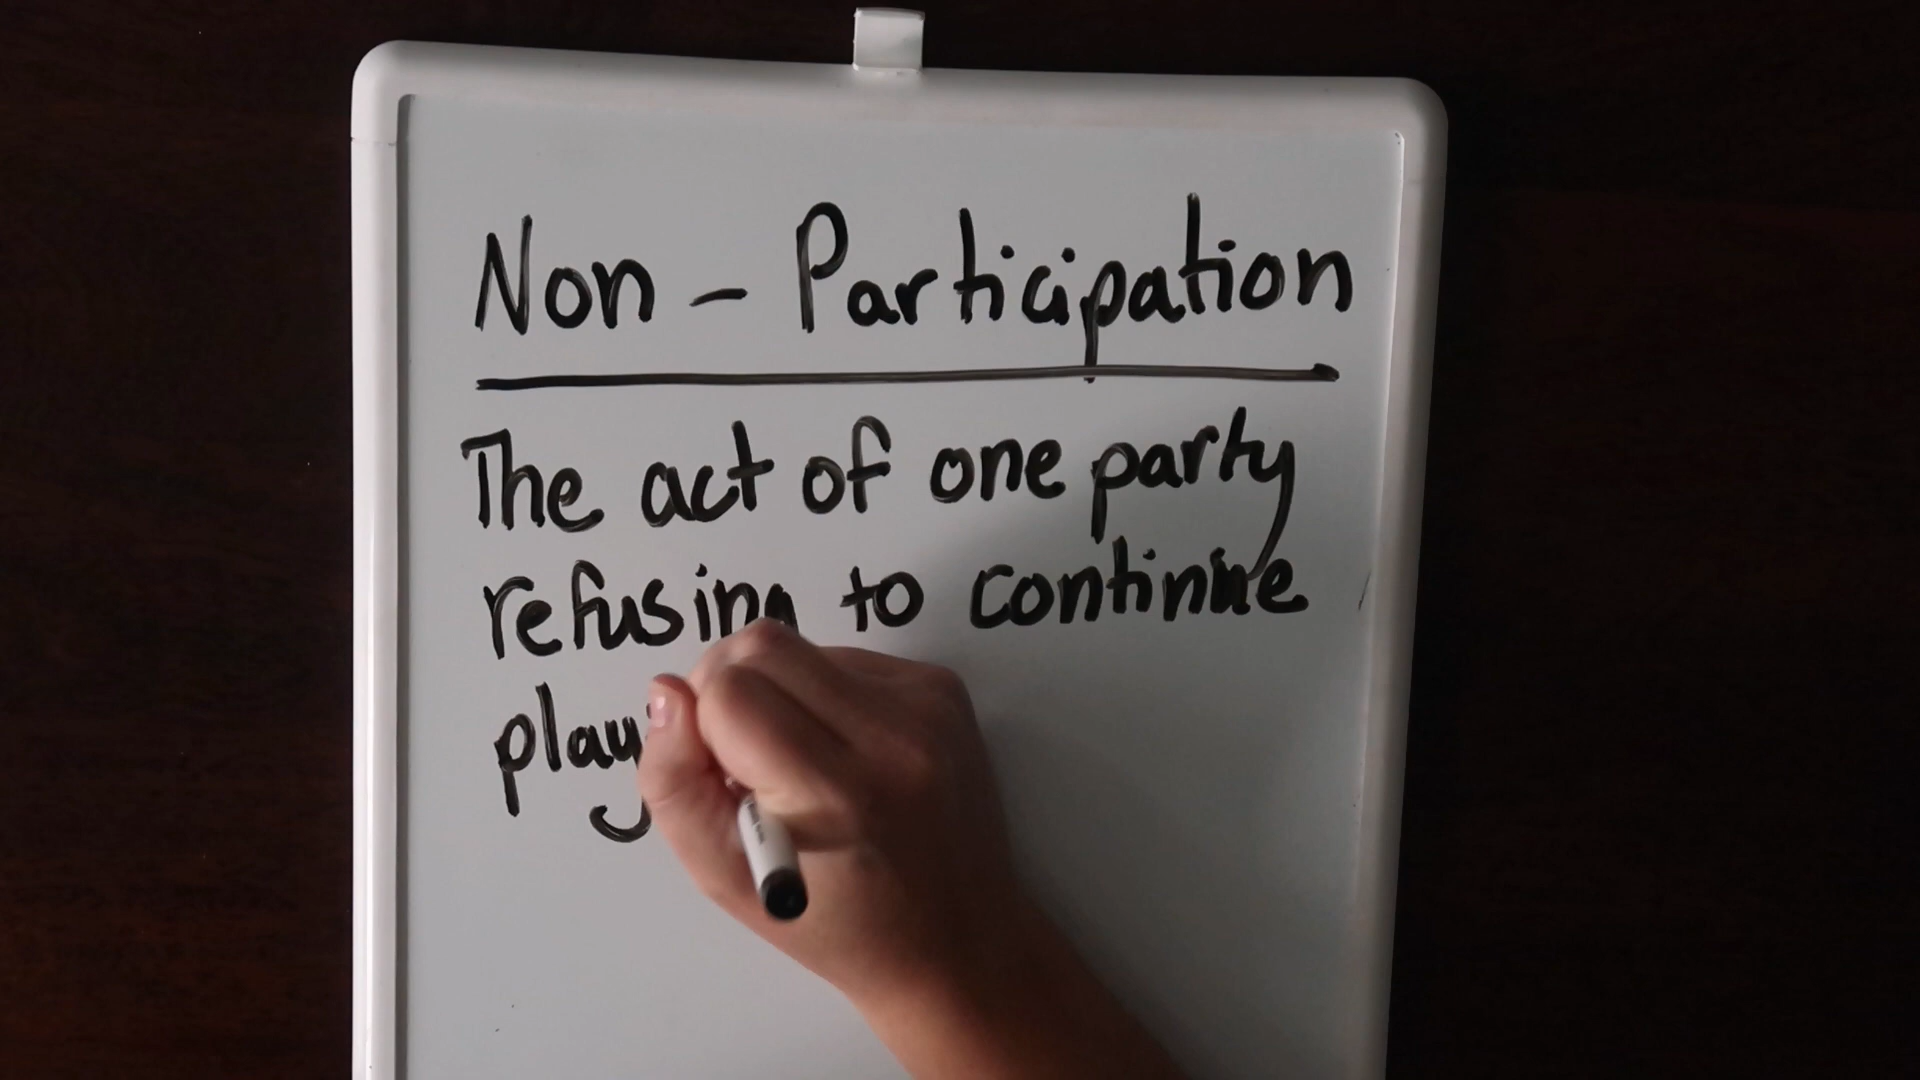 Non - Participation
The act of one party
refusing to continue
play